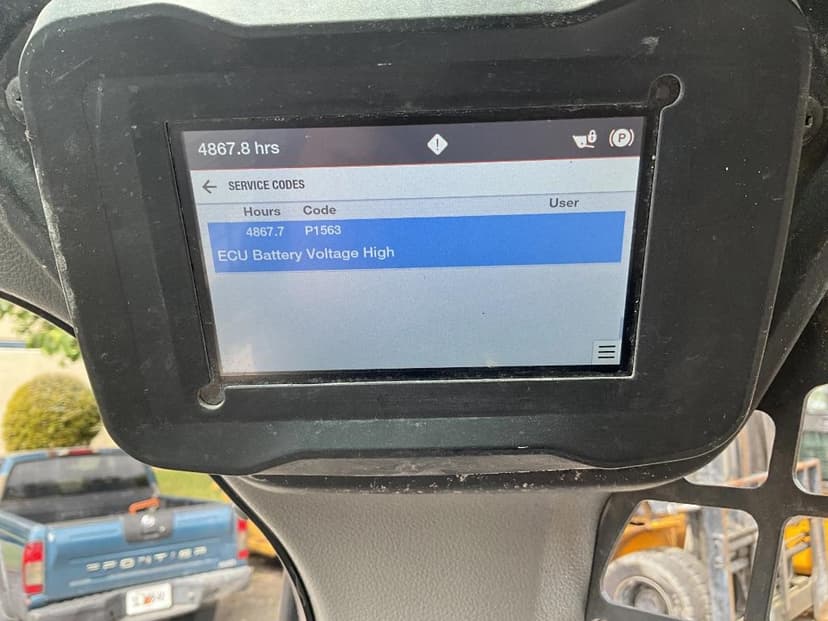 4867.8 hrs
P
SERVICE CODES
Hours Code User
4867.7 P1563
ECU Battery Voltage High
FRONTIER